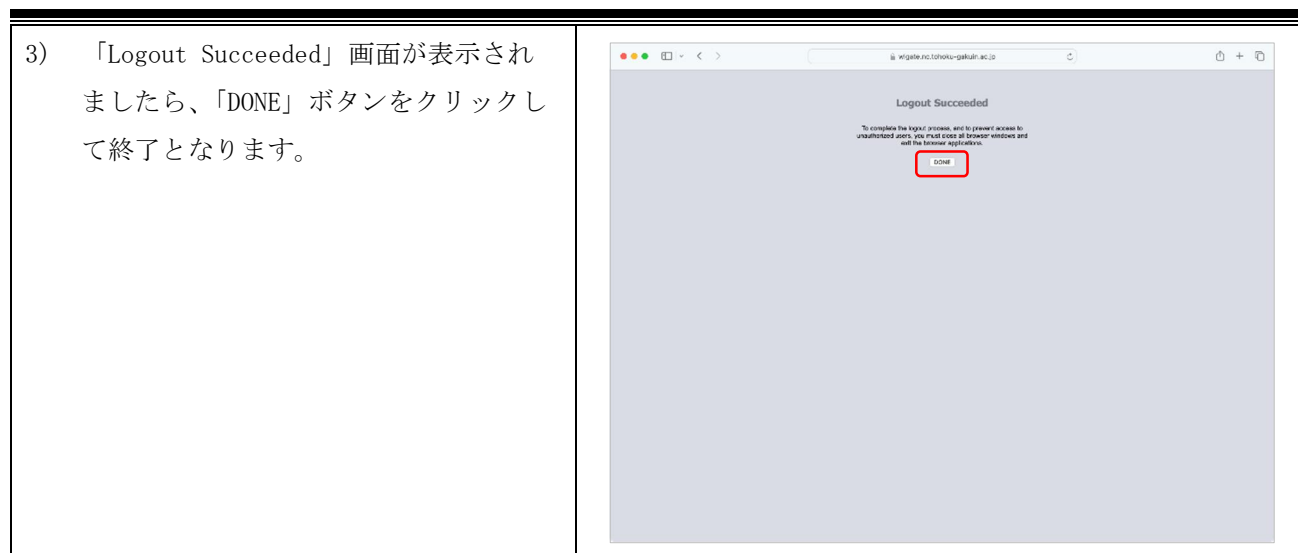 3) 「Logout Succeeded」画面が表示され
ましたら、「DONE」ボタンをクリックし
て終了となります。
wigate.nc.tohoku-gakuin.ac.jp
Logout Succeeded
To complete the logout process, and to prevent access to
unauthorized users, you must close all browser windows and
exit the browser applications.
DONE